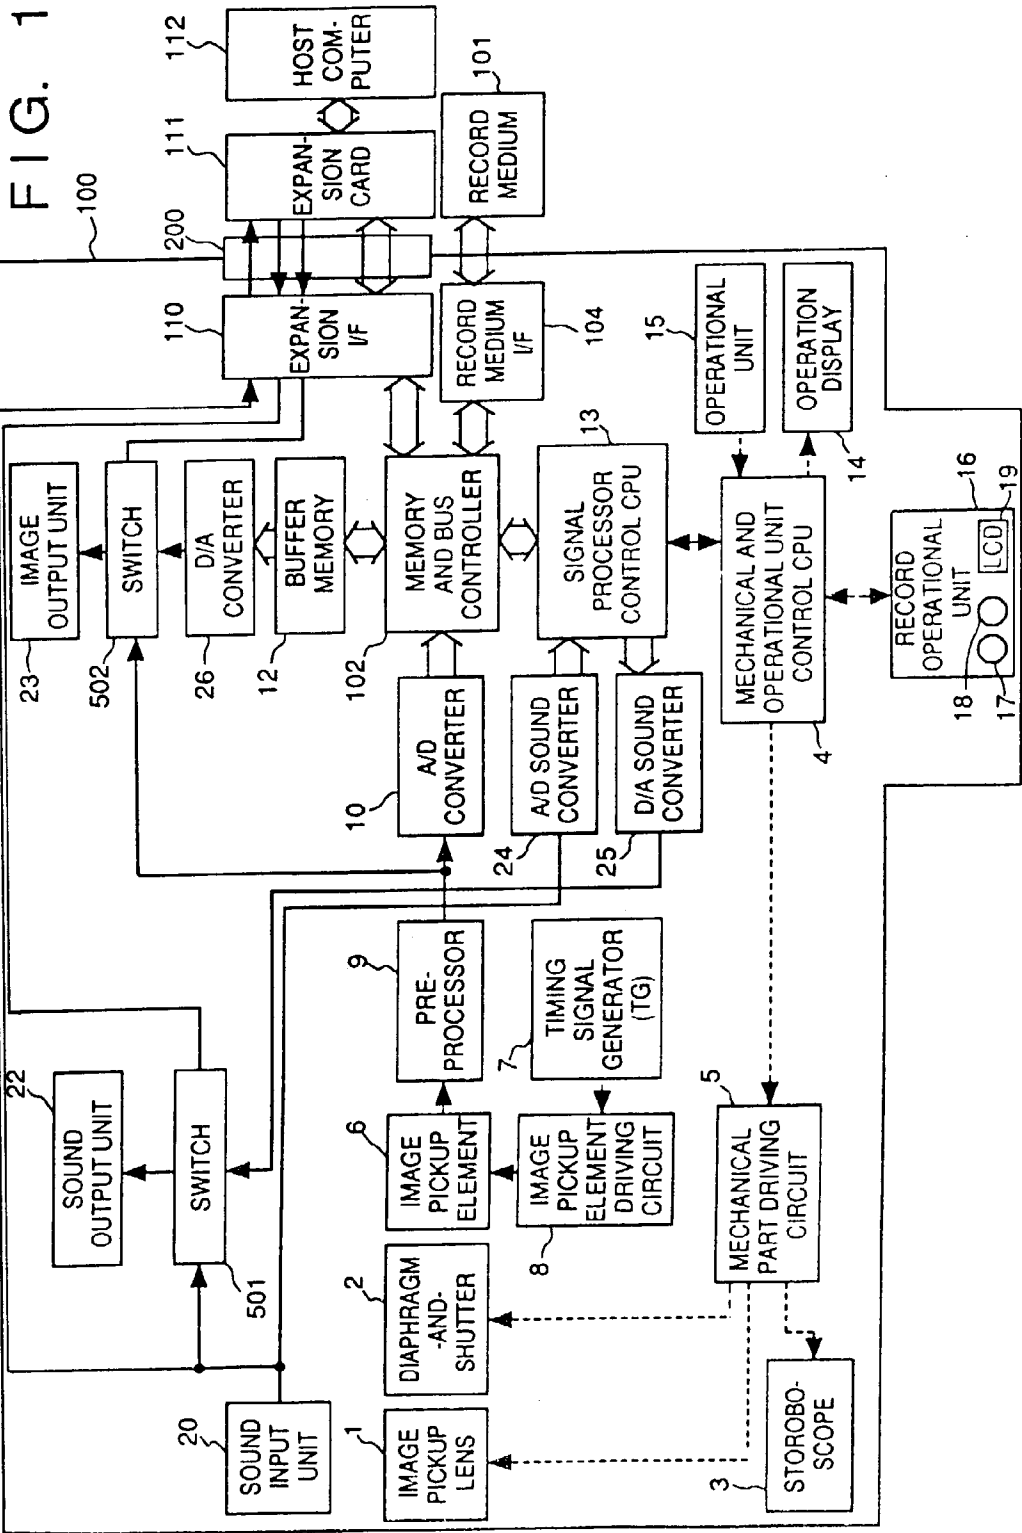 FIG. 1
100
112
HOST
COM-
PUTER
111
EXPAN-
SION
CARD
101
RECORD
MEDIUM
200
110
EXPAN-
SION
I/F
RECORD
MEDIUM
I/F
104
23
IMAGE
OUTPUT UNIT
502
SWITCH
26
D/A
CONVERTER
12
BUFFER
MEMORY
102
MEMORY
AND BUS
CONTROLLER
13
SIGNAL
PROCESSOR
CONTROL CPU
15
OPERATIONAL
UNIT
OPERATION
DISPLAY
14
MECHANICAL AND
OPERATIONAL UNIT
CONTROL CPU
4
RECORD
OPERATIONAL
UNIT
16
LCD
19
18
17
10
A/D
CONVERTER
A/D SOUND
CONVERTER
24
D/A SOUND
CONVERTER
25
22
SOUND
OUTPUT UNIT
SWITCH
501
9
PRE-
PROCESSOR
7
TIMING
SIGNAL
GENERATOR
(TG)
6
IMAGE
PICKUP
ELEMENT
IMAGE
PICKUP
ELEMENT
DRIVING
CIRCUIT
8
5
MECHANICAL
PART DRIVING
CIRCUIT
20
SOUND
INPUT
UNIT
2
DIAPHRAGM
-AND-
SHUTTER
1
IMAGE
PICKUP
LENS
3
STOROBO-
SCOPE